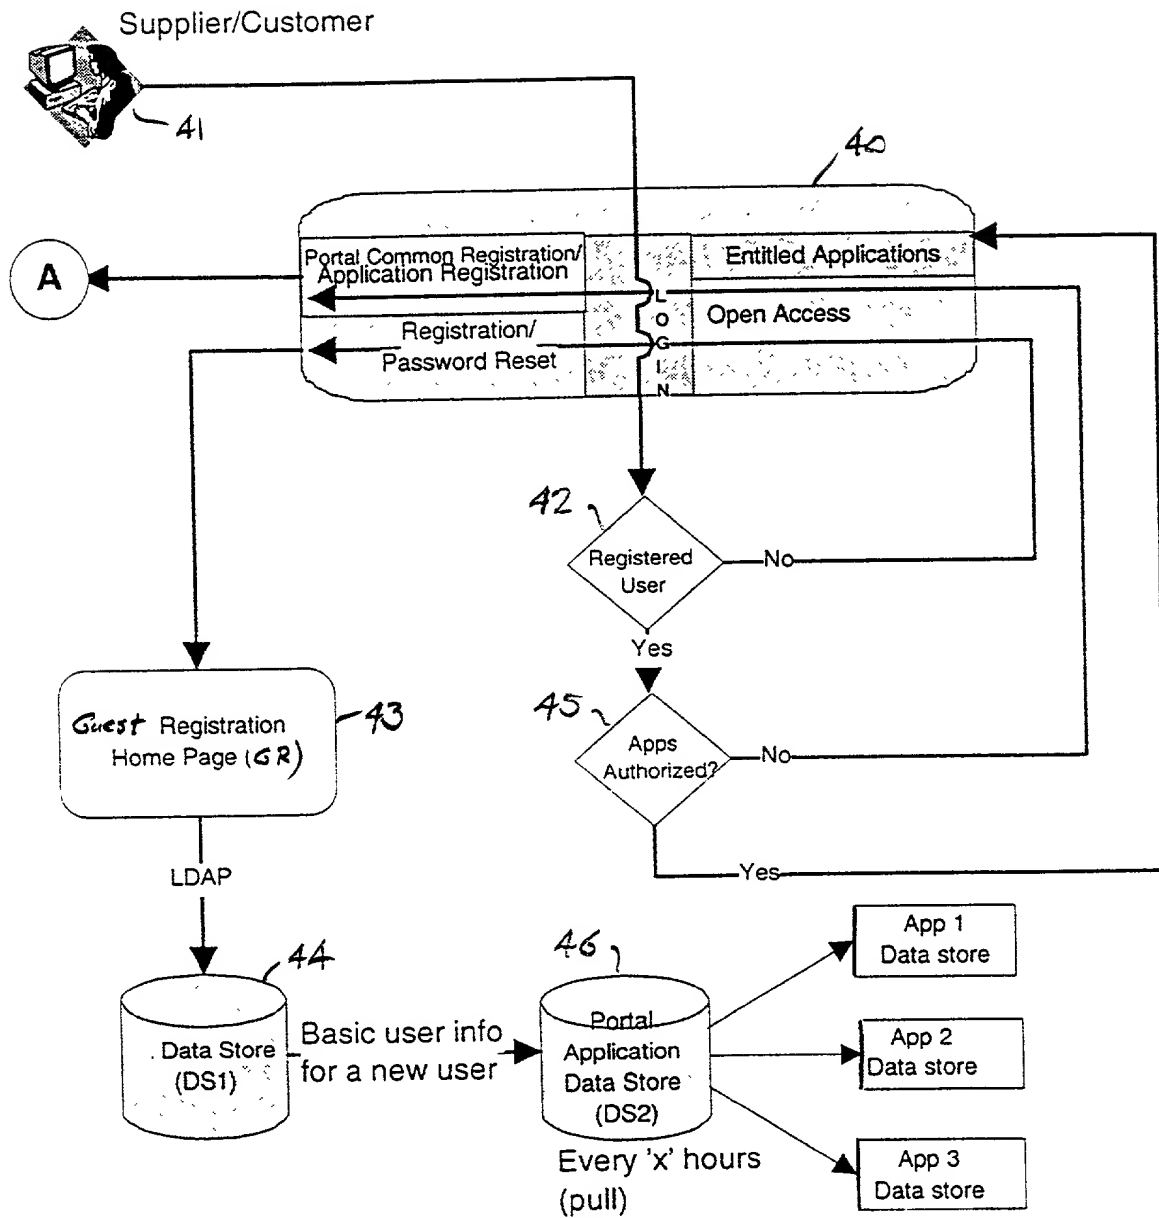 Supplier/Customer
41
40
A
Portal Common Registration/
Application Registration
Entitled Applications
Registration/
Password Reset
LOGIN
Open Access
42
Registered
User
No
Yes
Guest Registration
Home Page (GR)
43
45
Apps
Authorized?
No
Yes
LDAP
44
Data Store
(DS1)
Basic user info
for a new user
46
Portal
Application
Data Store
(DS2)
Every 'x' hours
(pull)
App 1
Data store
App 2
Data store
App 3
Data store